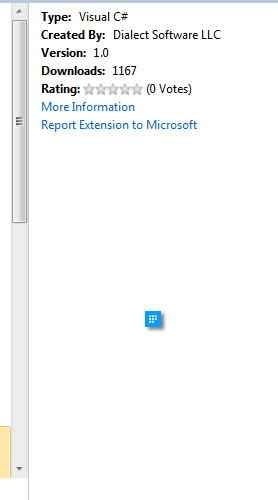 Type: Visual C#
Created By: Dialect Software LLC
Version: 1.0
Downloads: 1167
Rating: (0 Votes)
More Information
Report Extension to Microsoft